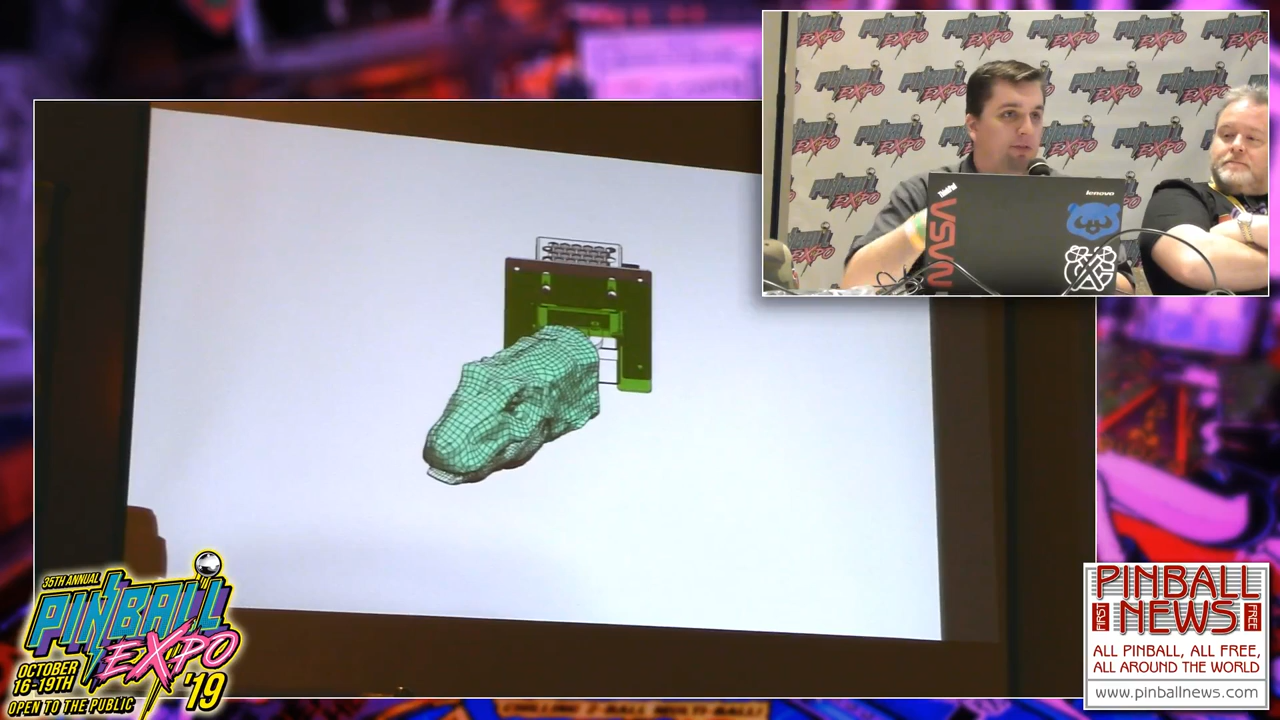 PINBALL EXPO
ThinkPad
lenovo
NASA
35TH ANNUAL
PINBALL
EXPO
OCTOBER
16-19TH
'19
OPEN TO THE PUBLIC
PINBALL
FIRST NEWS FREE
ALL PINBALL, ALL FREE,
ALL AROUND THE WORLD
www.pinballnews.com